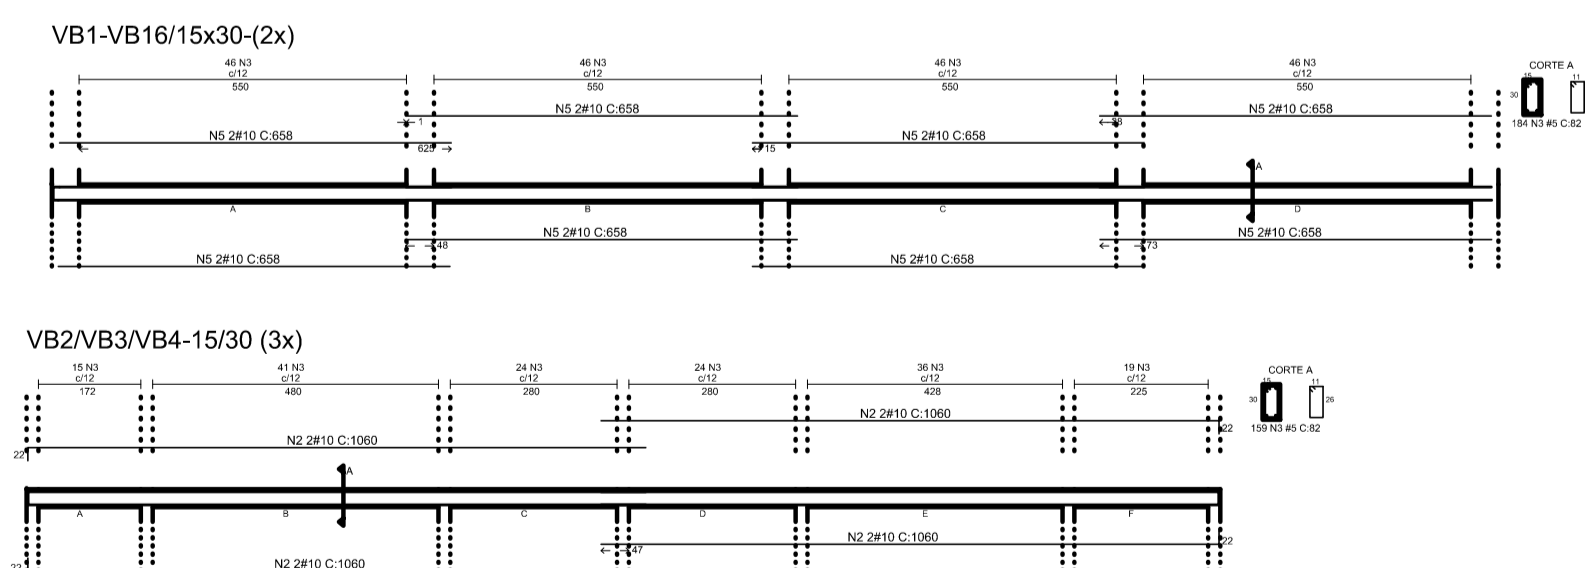 VB1-VB16/15x30-(2x)
46 N3
c/12
550
46 N3
c/12
550
46 N3
c/12
550
46 N3
c/12
550
CORTE A
15
11
30
184 N3 #5 C:82
N5 2#10 C:658
N5 2#10 C:658
1
38
N5 2#10 C:658
N5 2#10 C:658
625
15
A
A
B
C
D
N5 2#10 C:658
N5 2#10 C:658
48
73
N5 2#10 C:658
N5 2#10 C:658
VB2/VB3/VB4-15/30 (3x)
15 N3
c/12
172
41 N3
c/12
480
24 N3
c/12
280
24 N3
c/12
280
36 N3
c/12
428
19 N3
c/12
225
CORTE A
15
11
30
26
159 N3 #5 C:82
N2 2#10 C:1060
22
N2 2#10 C:1060
22
A
A
B
C
D
E
F
N2 2#10 C:1060
22
47
N2 2#10 C:1060
22